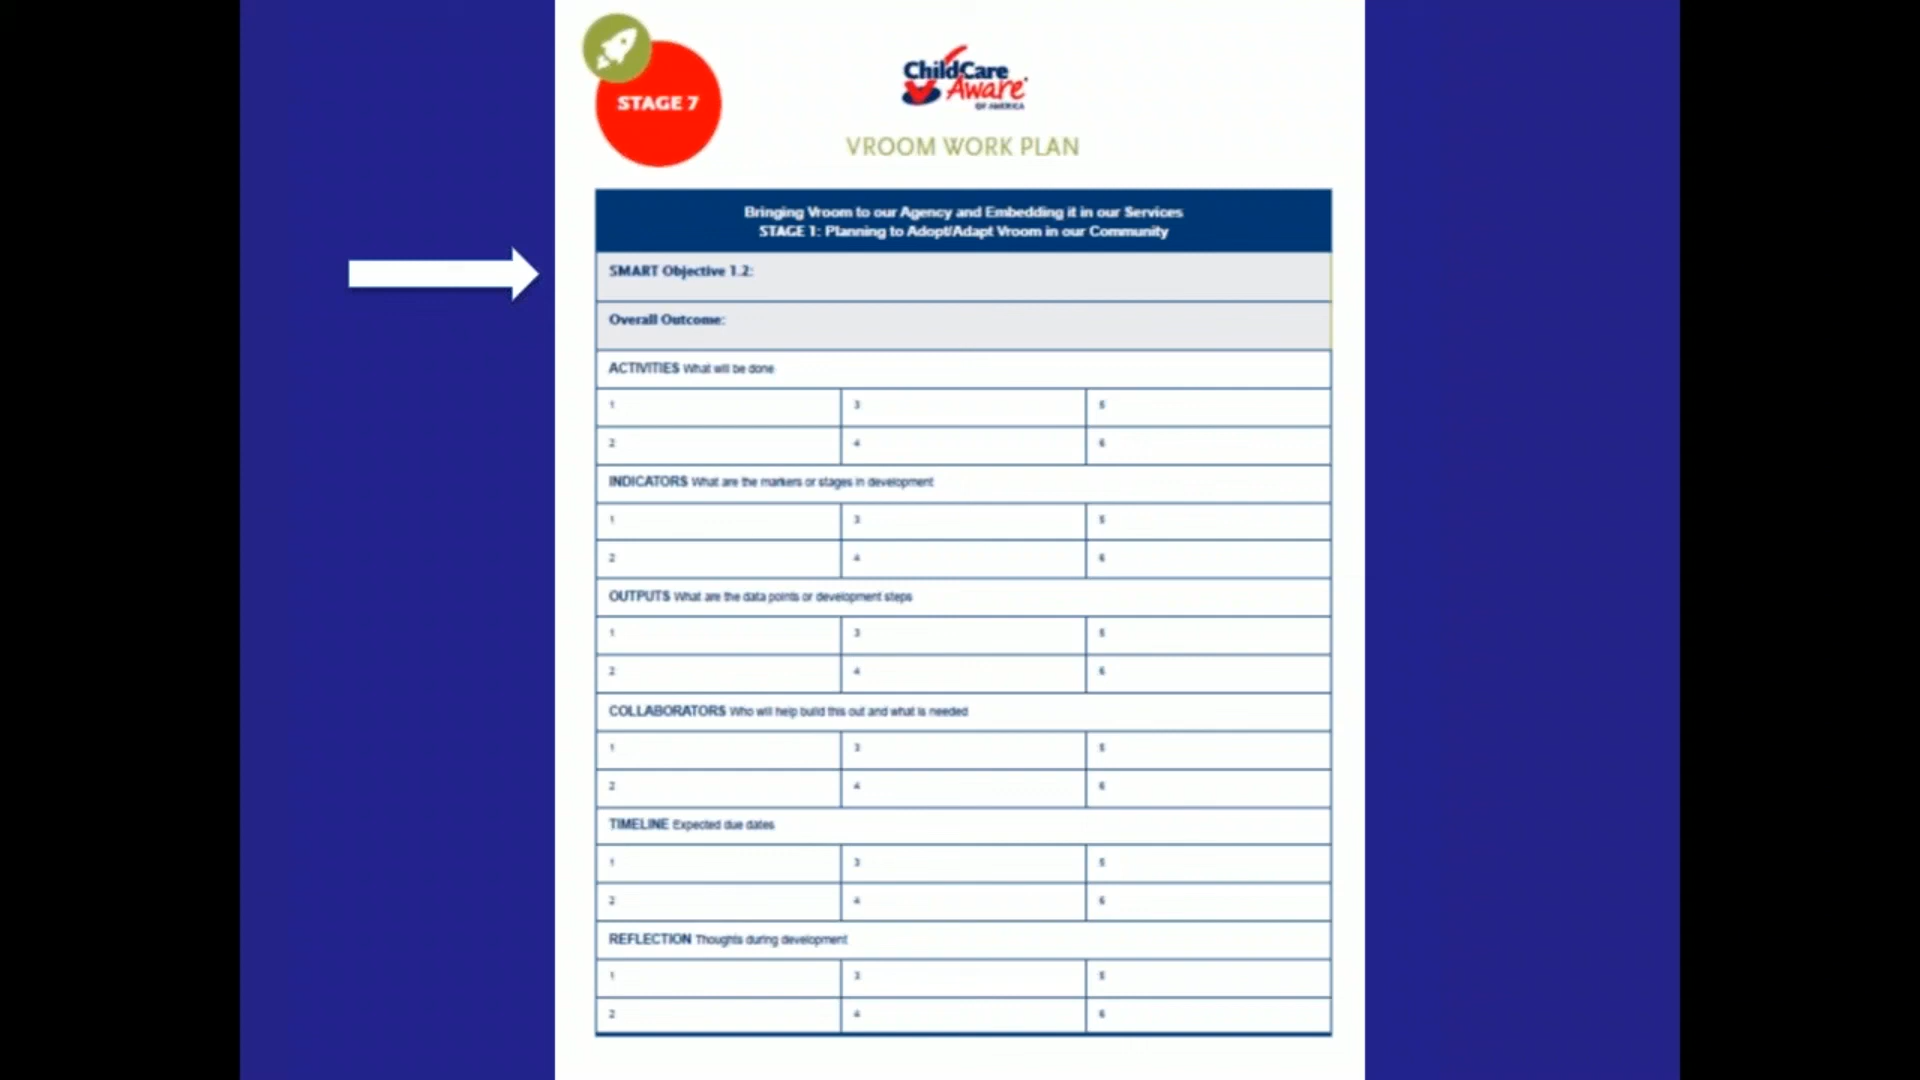 STAGE 7
ChildCare
Aware
OF AMERICA
VROOM WORK PLAN
Bringing Vroom to our Agency and Embedding it in our Services
STAGE 1: Planning to Adopt/Adapt Vroom in our Community
SMART Objective 1.2:
Overall Outcome:
ACTIVITIES What will be done
1 3 5
2 4 6
INDICATORS What are the markers or stages in development
1 3 5
2 4 6
OUTPUTS What are the data points or development steps
1 3 5
2 4 6
COLLABORATORS Who will help build this out and what is needed
1 3 5
2 4 6
TIMELINE Expected due dates
1 3 5
2 4 6
REFLECTION Thoughts during development
1 3 5
2 4 6